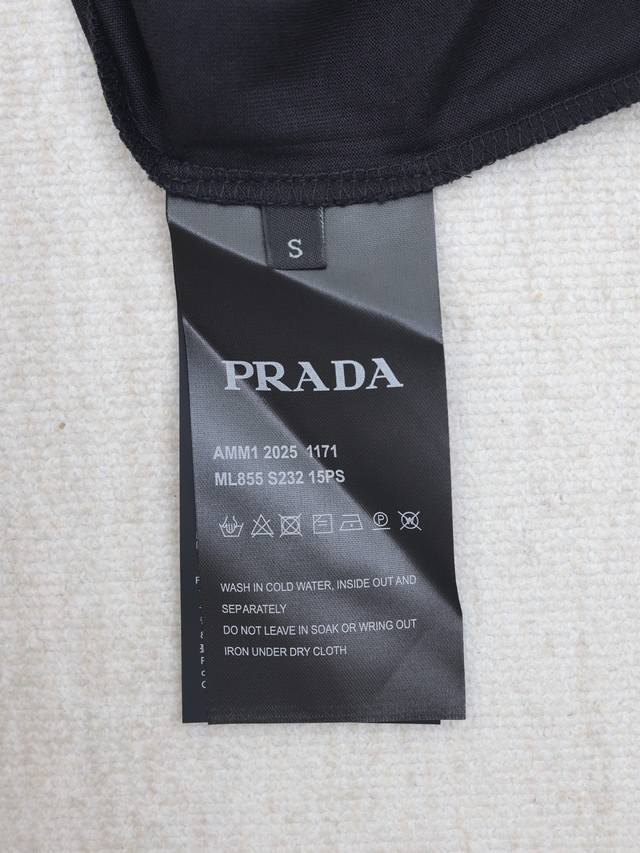 S
PRADA
AMM1 2025 1171
ML855 S232 15PS
WASH IN COLD WATER, INSIDE OUT AND
SEPARATELY
DO NOT LEAVE IN SOAK OR WRING OUT
IRON UNDER DRY CLOTH